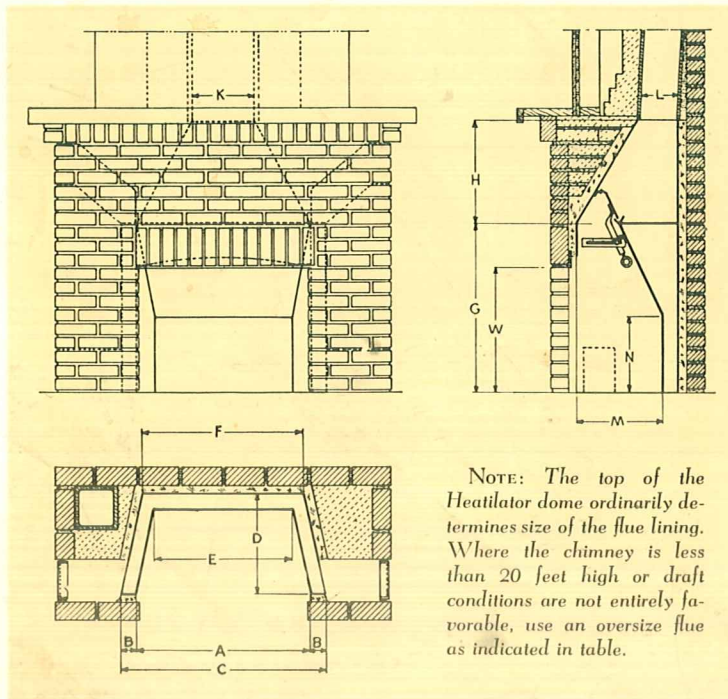 K
L
H
G
W
N
M
F
D
E
B
A
B
C
NOTE: The top of the
Heatilator dome ordinarily de-
termines size of the flue lining.
Where the chimney is less
than 20 feet high or draft
conditions are not entirely fa-
vorable, use an oversize flue
as indicated in table.